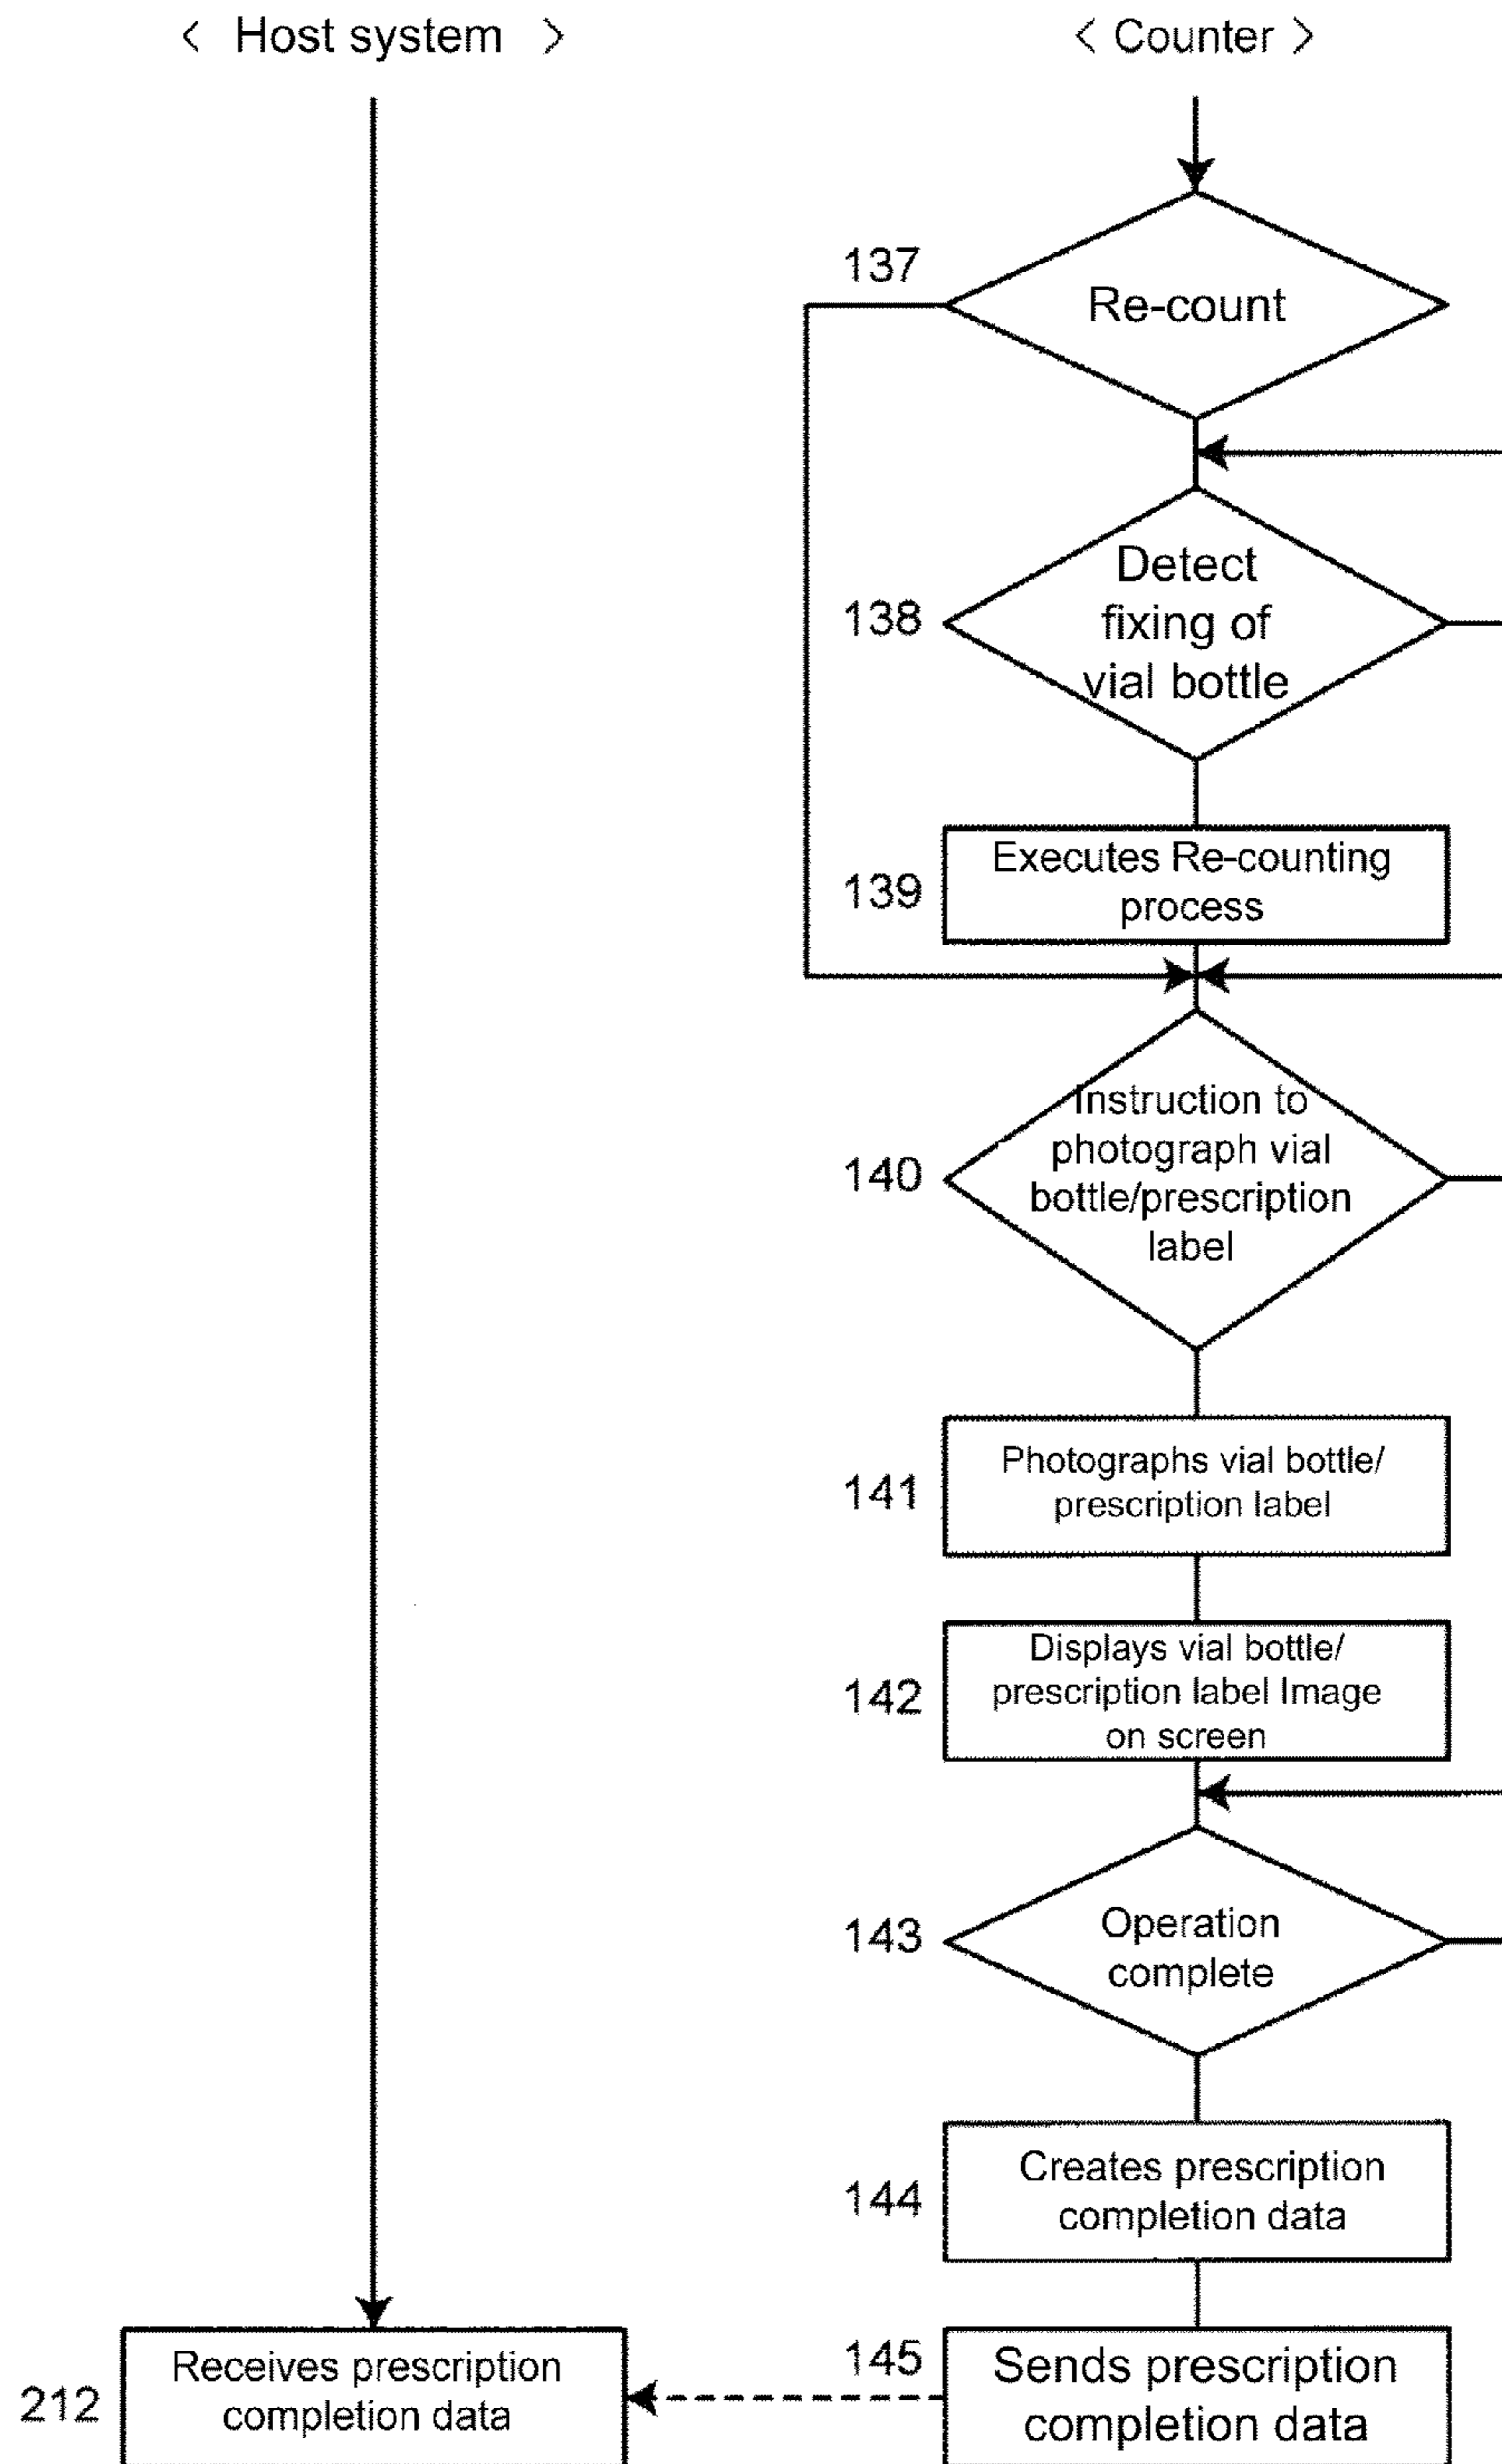 < Host system >
< Counter >
137
Re-count
138
Detect
fixing of
vial bottle
139
Executes Re-counting
process
140
Instruction to
photograph vial
bottle/prescription
label
141
Photographs vial bottle/
prescription label
142
Displays vial bottle/
prescription label Image
on screen
143
Operation
complete
144
Creates prescription
completion data
212
Receives prescription
completion data
145
Sends prescription
completion data